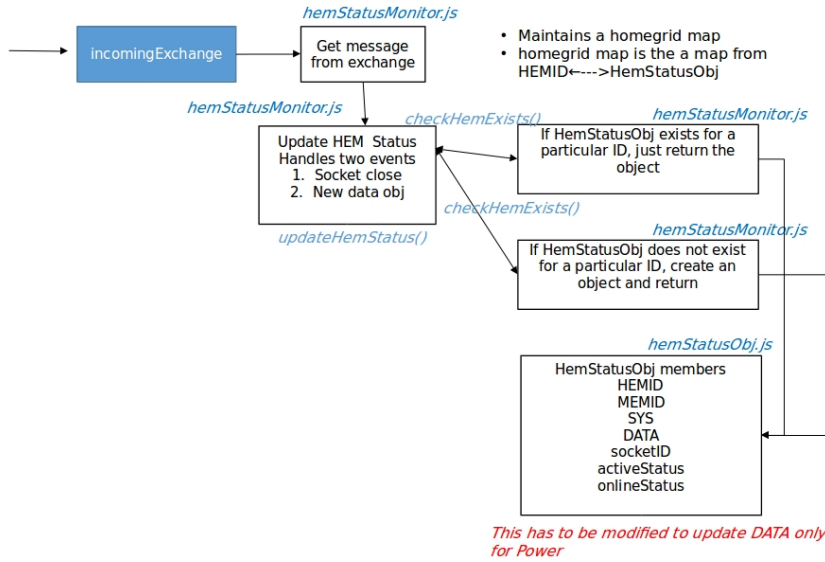 hemStatusMonitor.js
incomingExchange
Get message
from exchange
• Maintains a homegrid map
• homegrid map is the a map from
HEMID<--->HemStatusObj
hemStatusMonitor.js
checkHemExists()
hemStatusMonitor.js
Update HEM Status
Handles two events
1. Socket close
2. New data obj
If HemStatusObj exists for a
particular ID, just return the
object
checkHemExists()
updateHemStatus()
hemStatusMonitor.js
If HemStatusObj does not exist
for a particular ID, create an
object and return
hemStatusObj.js
HemStatusObj members
HEMID
MEMID
SYS
DATA
socketID
activeStatus
onlineStatus
This has to be modified to update DATA only
for Power